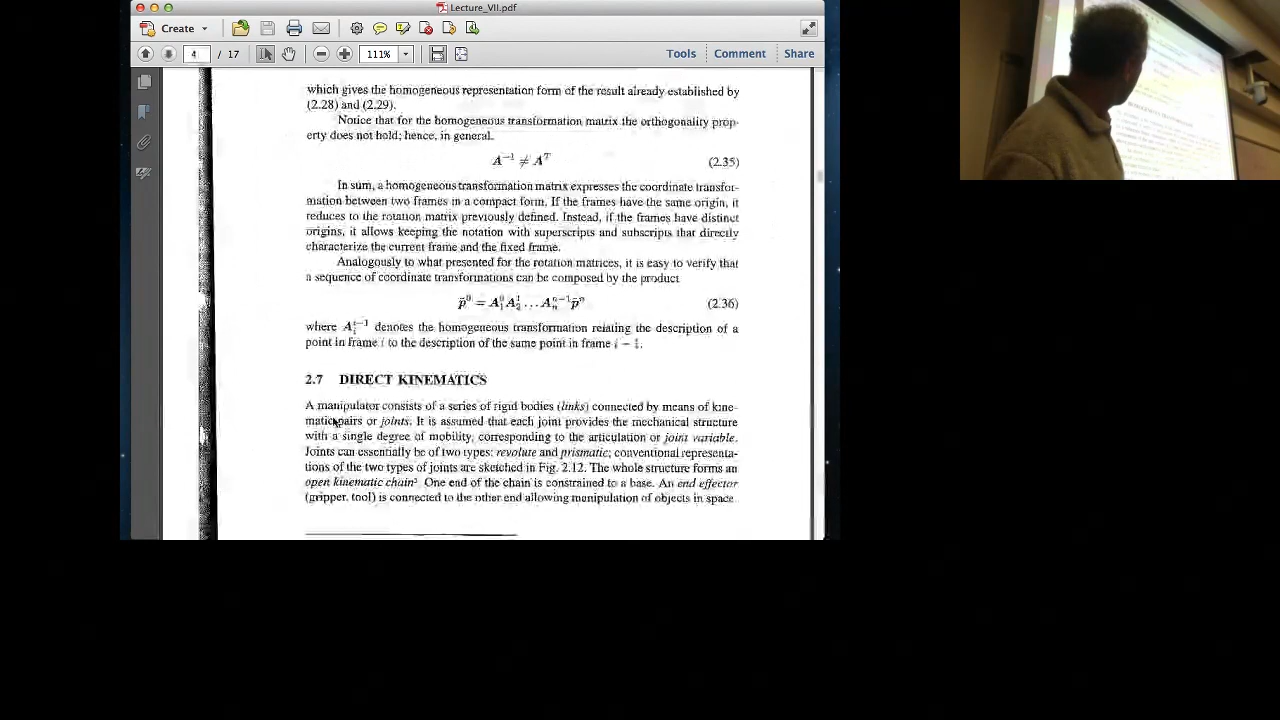 Lecture_VII.pdf
Create
4 / 17
111%
Tools Comment Share
which gives the homogeneous representation form of the result already established by
(2.28) and (2.29).
Notice that for the homogeneous transformation matrix the orthogonality prop-
erty does not hold; hence, in general.
A⁻¹ ≠ Aᵀ (2.35)
In sum, a homogeneous transformation matrix expresses the coordinate transfor-
mation between two frames in a compact form. If the frames have the same origin, it
reduces to the rotation matrix previously defined. Instead, if the frames have distinct
origins, it allows keeping the notation with superscripts and subscripts that directly
characterize the current frame and the fixed frame.
Analogously to what presented for the rotation matrices, it is easy to verify that
a sequence of coordinate transformations can be composed by the product
p̃⁰ = A₁⁰A₂¹ . . . Aₙⁿ⁻¹p̃ⁿ (2.36)
where Aᵢⁱ⁻¹ denotes the homogeneous transformation relating the description of a
point in frame i to the description of the same point in frame i − 1.
2.7 DIRECT KINEMATICS
A manipulator consists of a series of rigid bodies (links) connected by means of kine-
matic pairs or joints. It is assumed that each joint provides the mechanical structure
with a single degree of mobility, corresponding to the articulation or joint variable.
Joints can essentially be of two types: revolute and prismatic; conventional representa-
tions of the two types of joints are sketched in Fig. 2.12. The whole structure forms an
open kinematic chain³ One end of the chain is constrained to a base. An end effector
(gripper, tool) is connected to the other end allowing manipulation of objects in space